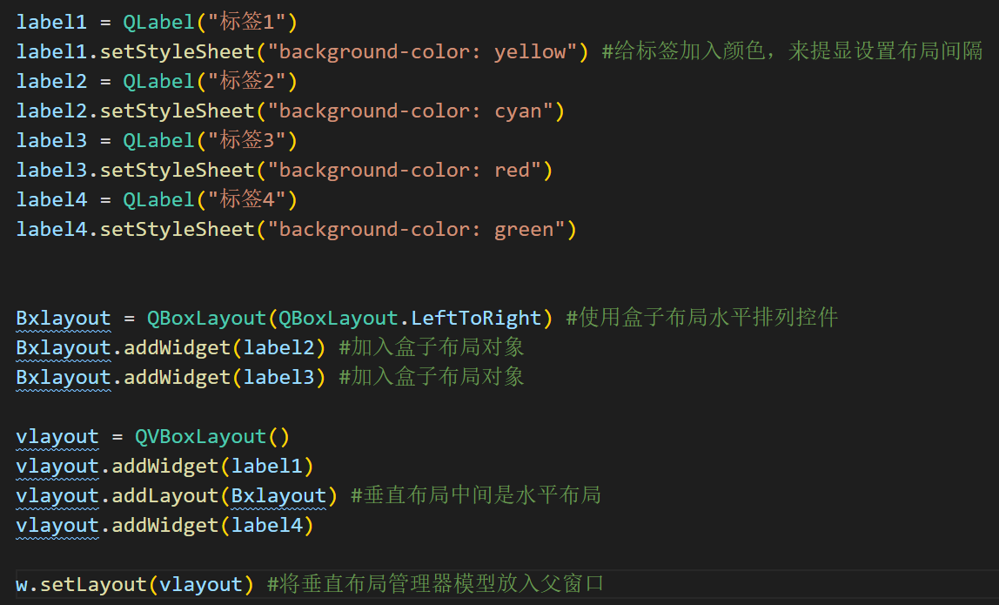 label1 = QLabel("标签1")
label1.setStyleSheet("background-color: yellow") #给标签加入颜色，来提显设置布局间隔
label2 = QLabel("标签2")
label2.setStyleSheet("background-color: cyan")
label3 = QLabel("标签3")
label3.setStyleSheet("background-color: red")
label4 = QLabel("标签4")
label4.setStyleSheet("background-color: green")
Bxlayout = QBoxLayout(QBoxLayout.LeftToRight) #使用盒子布局水平排列控件
Bxlayout.addWidget(label2) #加入盒子布局对象
Bxlayout.addWidget(label3) #加入盒子布局对象
vlayout = QVBoxLayout()
vlayout.addWidget(label1)
vlayout.addLayout(Bxlayout) #垂直布局中间是水平布局
vlayout.addWidget(label4)
w.setLayout(vlayout) #将垂直布局管理器模型放入父窗口